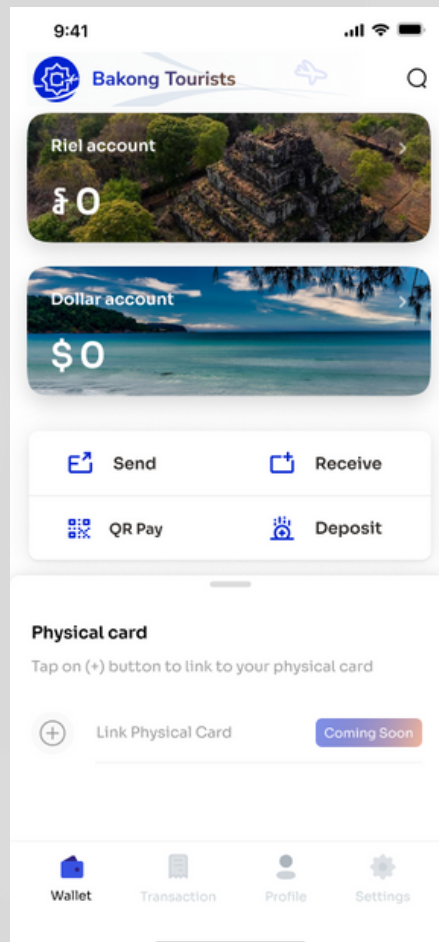 9:41
Bakong Tourists
Riel account
៛ 0
Dollar account
$ 0
Send
Receive
QR Pay
Deposit
Physical card
Tap on (+) button to link to your physical card
Link Physical Card
Coming Soon
Wallet
Transaction
Profile
Settings